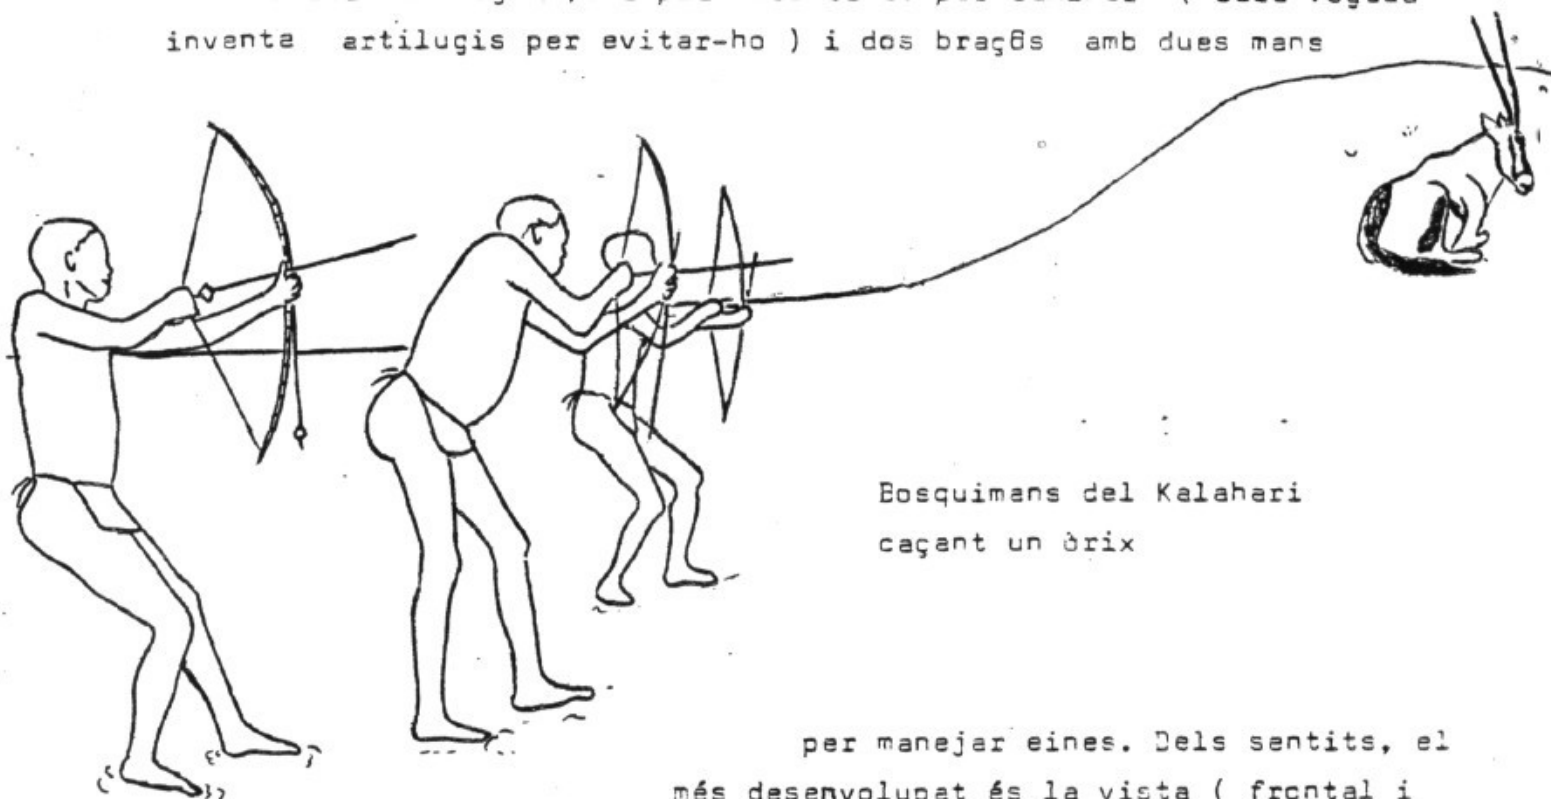 inventa artilugis per evitar-ho ) i dos braços amb dues mans
Bosquimans del Kalahari
caçant un òrix
per manejar eines. Dels sentits, el
més desenvolupat és la vista ( frontal i